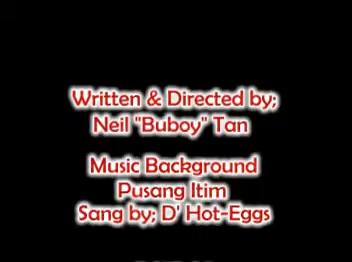 Written & Directed by;
Neil "Buboy" Tan
Music Background
Pusang Itim
Sang by; D' Hot-Eggs